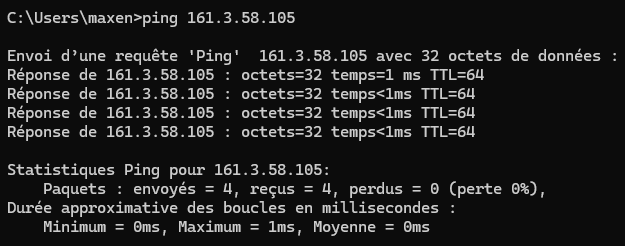 C:\Users\maxen>ping 161.3.58.105
Envoi d’une requête 'Ping'  161.3.58.105 avec 32 octets de données :
Réponse de 161.3.58.105 : octets=32 temps=1 ms TTL=64
Réponse de 161.3.58.105 : octets=32 temps<1ms TTL=64
Réponse de 161.3.58.105 : octets=32 temps<1ms TTL=64
Réponse de 161.3.58.105 : octets=32 temps<1ms TTL=64
Statistiques Ping pour 161.3.58.105:
    Paquets : envoyés = 4, reçus = 4, perdus = 0 (perte 0%),
Durée approximative des boucles en millisecondes :
    Minimum = 0ms, Maximum = 1ms, Moyenne = 0ms